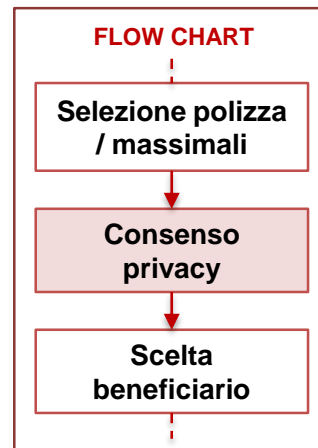 FLOW CHART
Selezione polizza
/ massimali
Consenso
privacy
Scelta
beneficiario